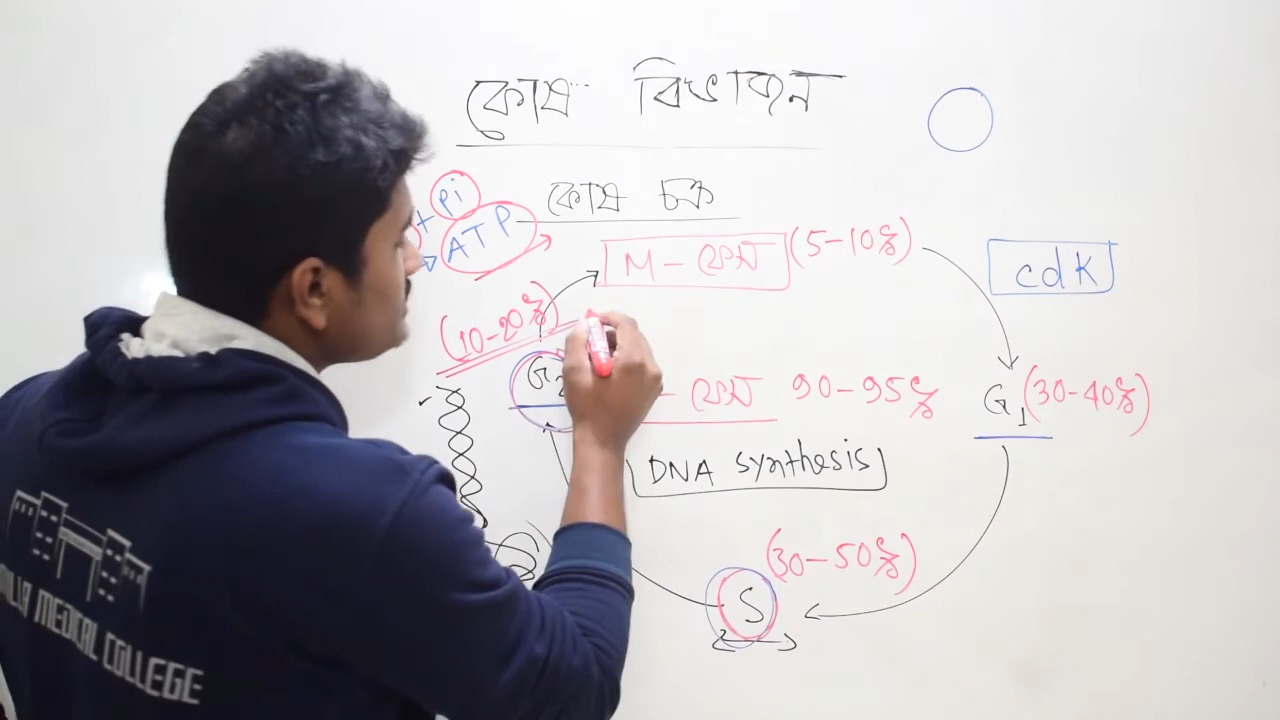 কোষ বিভাজন
কোষ চক্র
+ Pi
ATP
M - ফেজ (5-10%)
cdk
(10-20%)
G2
- ফেজ 90-95%
G1 (30-40%)
DNA synthesis
(30-50%)
S
MEDICAL COLLEGE